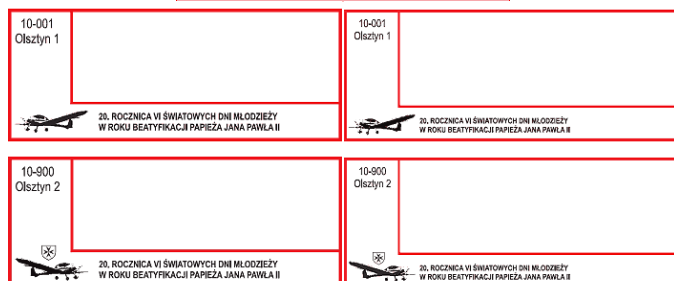 10-001
Olsztyn 1
20. ROCZNICA VI ŚWIATOWYCH DNI MŁODZIEŻY
W ROKU BEATYFIKACJI PAPIEŻA JANA PAWŁA II
10-001
Olsztyn 1
20. ROCZNICA VI ŚWIATOWYCH DNI MŁODZIEŻY
W ROKU BEATYFIKACJI PAPIEŻA JANA PAWŁA II
10-900
Olsztyn 2
20. ROCZNICA VI ŚWIATOWYCH DNI MŁODZIEŻY
W ROKU BEATYFIKACJI PAPIEŻA JANA PAWŁA II
10-900
Olsztyn 2
20. ROCZNICA VI ŚWIATOWYCH DNI MŁODZIEŻY
W ROKU BEATYFIKACJI PAPIEŻA JANA PAWŁA II